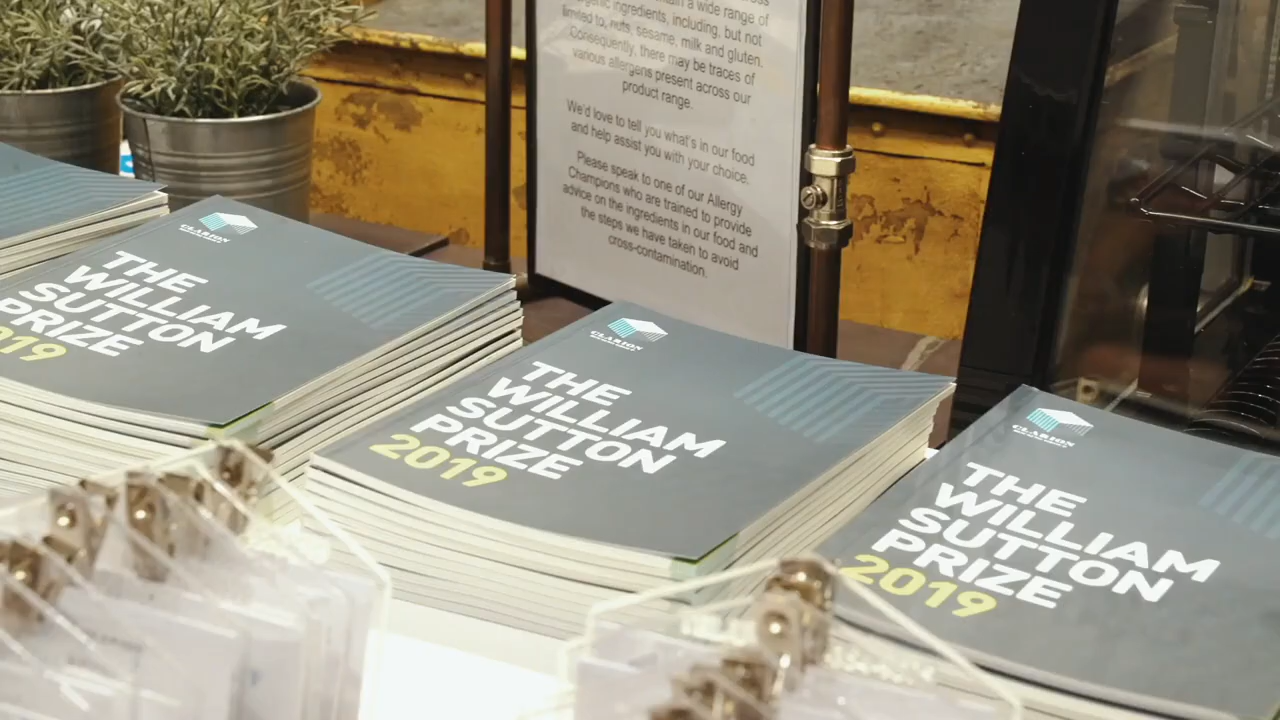 a wide range of
ingredients, including, but not
limited to, nuts, sesame, milk and gluten.
Consequently, there may be traces of
various allergens present across our
product range.
We'd love to tell you what's in our food
and help assist you with your choice.
Please speak to one of our Allergy
Champions who are trained to provide
advice on the ingredients in our food and
the steps we have taken to avoid
cross-contamination.
CLARION
THE
WILLIAM
SUTTON
PRIZE
2019
CLARION
THE
WILLIAM
SUTTON
PRIZE
2019
CLARION
THE
WILLIAM
SUTTON
PRIZE
2019